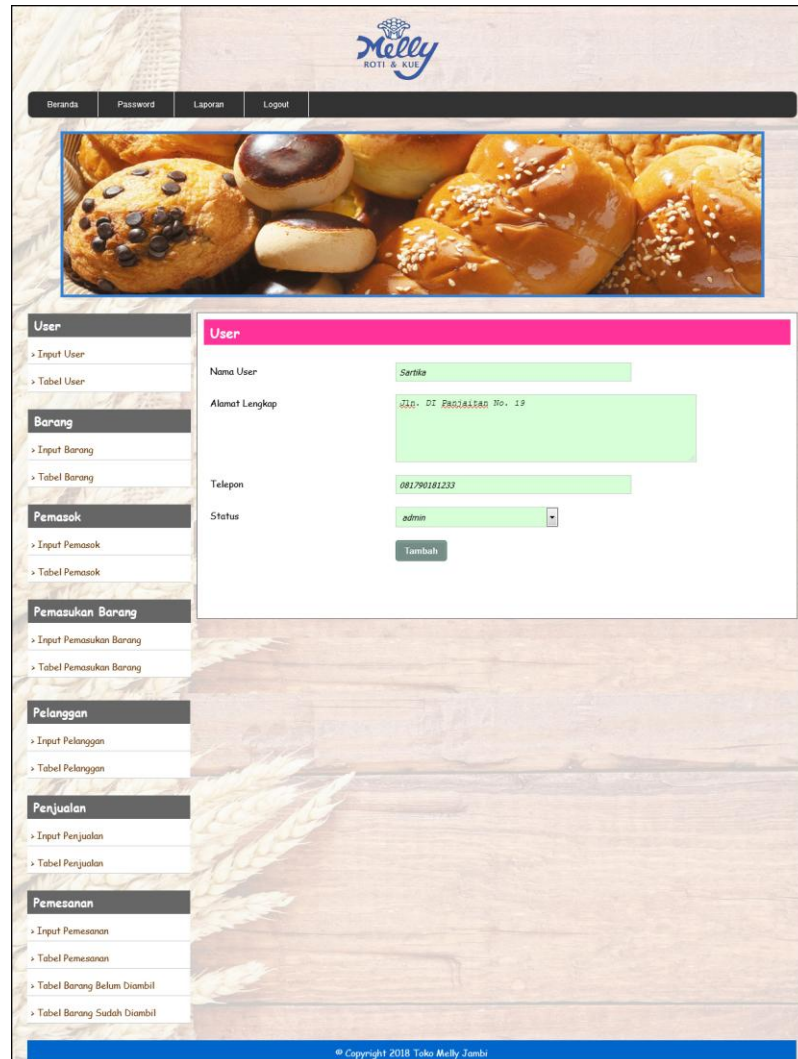 Melly
ROTI & KUE
Beranda Password Laporan Logout
User
> Input User
> Tabel User
Barang
> Input Barang
> Tabel Barang
Pemasok
> Input Pemasok
> Tabel Pemasok
Pemasukan Barang
> Input Pemasukan Barang
> Tabel Pemasukan Barang
Pelanggan
> Input Pelanggan
> Tabel Pelanggan
Penjualan
> Input Penjualan
> Tabel Penjualan
Pemesanan
> Input Pemesanan
> Tabel Pemesanan
> Tabel Barang Belum Diambil
> Tabel Barang Sudah Diambil
User
Nama User Sartika
Alamat Lengkap Jln. DI Panjaitan No. 19
Telepon 081790181233
Status admin
Tambah
© Copyright 2018 Toko Melly Jambi